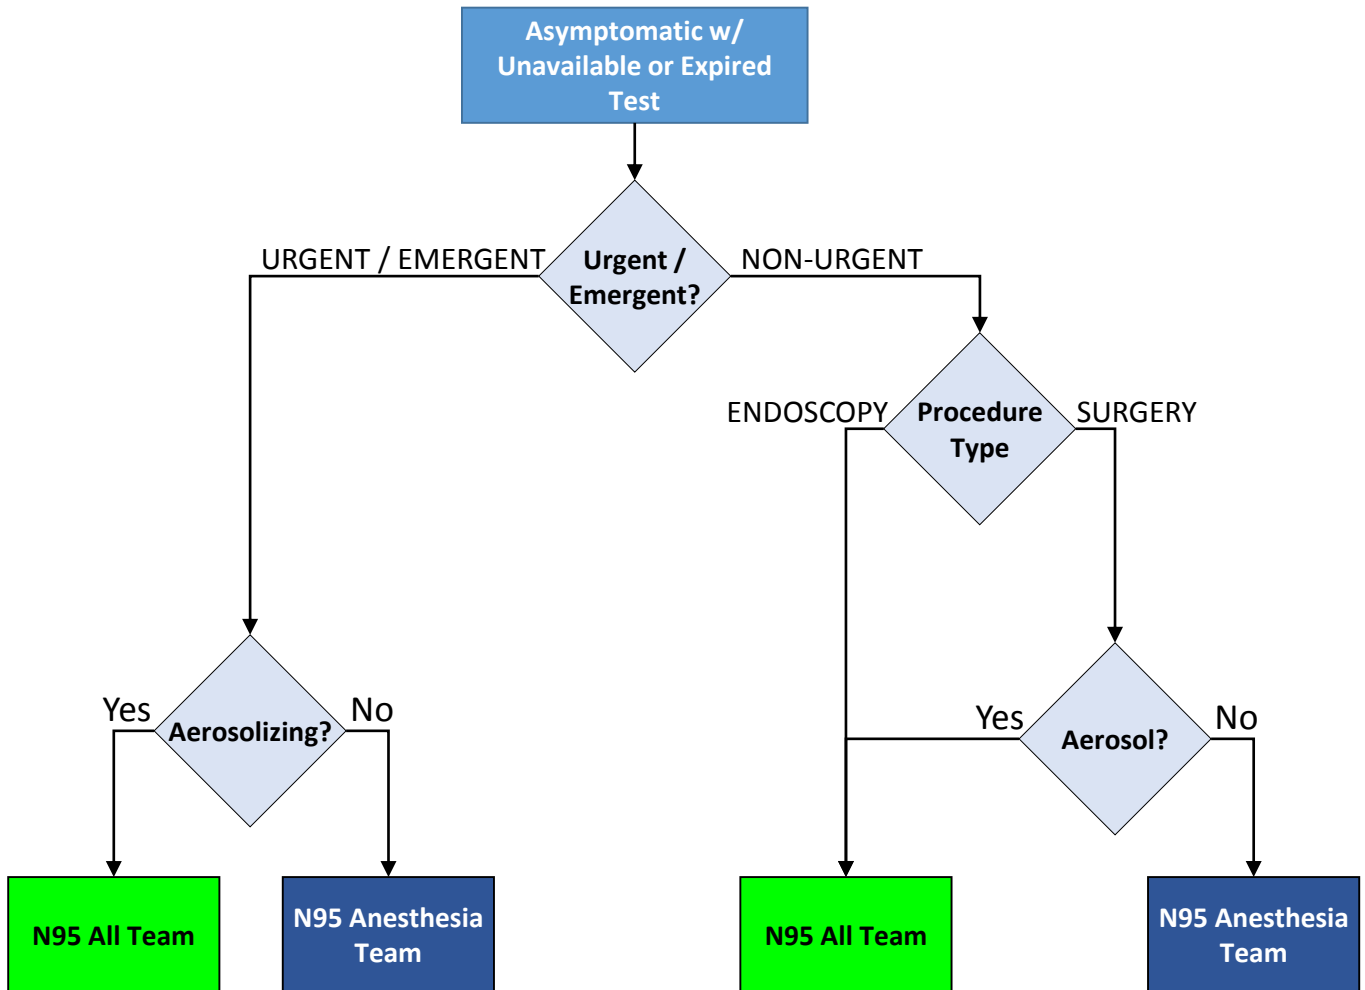 Asymptomatic w/
Unavailable or Expired
Test
URGENT / EMERGENT
Urgent /
Emergent?
NON-URGENT
ENDOSCOPY
Procedure
Type
SURGERY
Yes
Aerosolizing?
No
Yes
Aerosol?
No
N95 All Team
N95 Anesthesia
Team
N95 All Team
N95 Anesthesia
Team